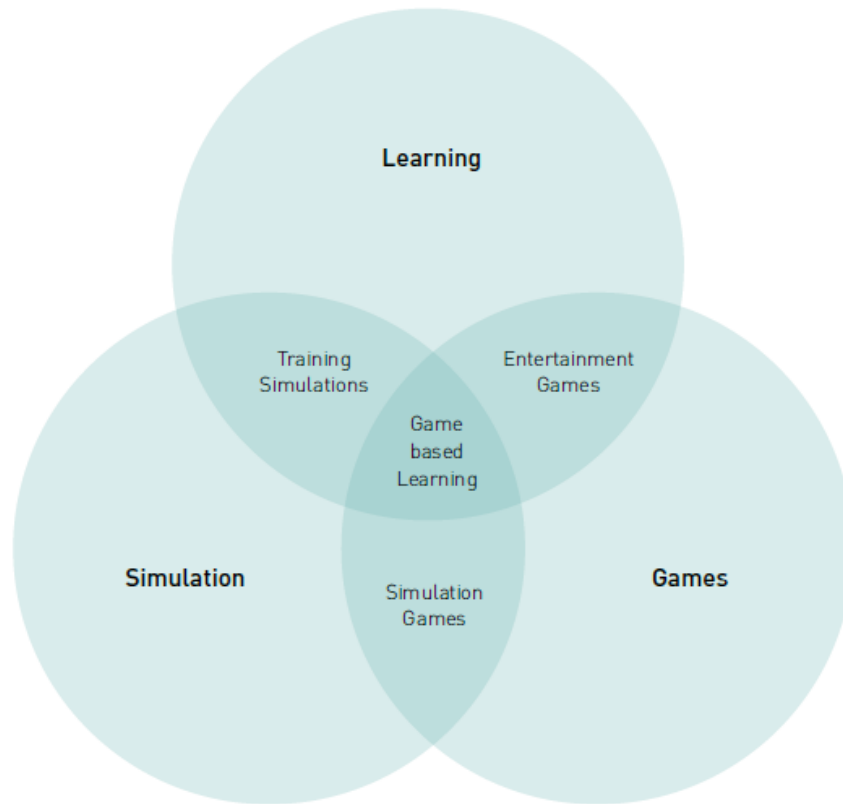 Learning
Training
Simulations
Entertainment
Games
Game
based
Learning
Simulation
Simulation
Games
Games